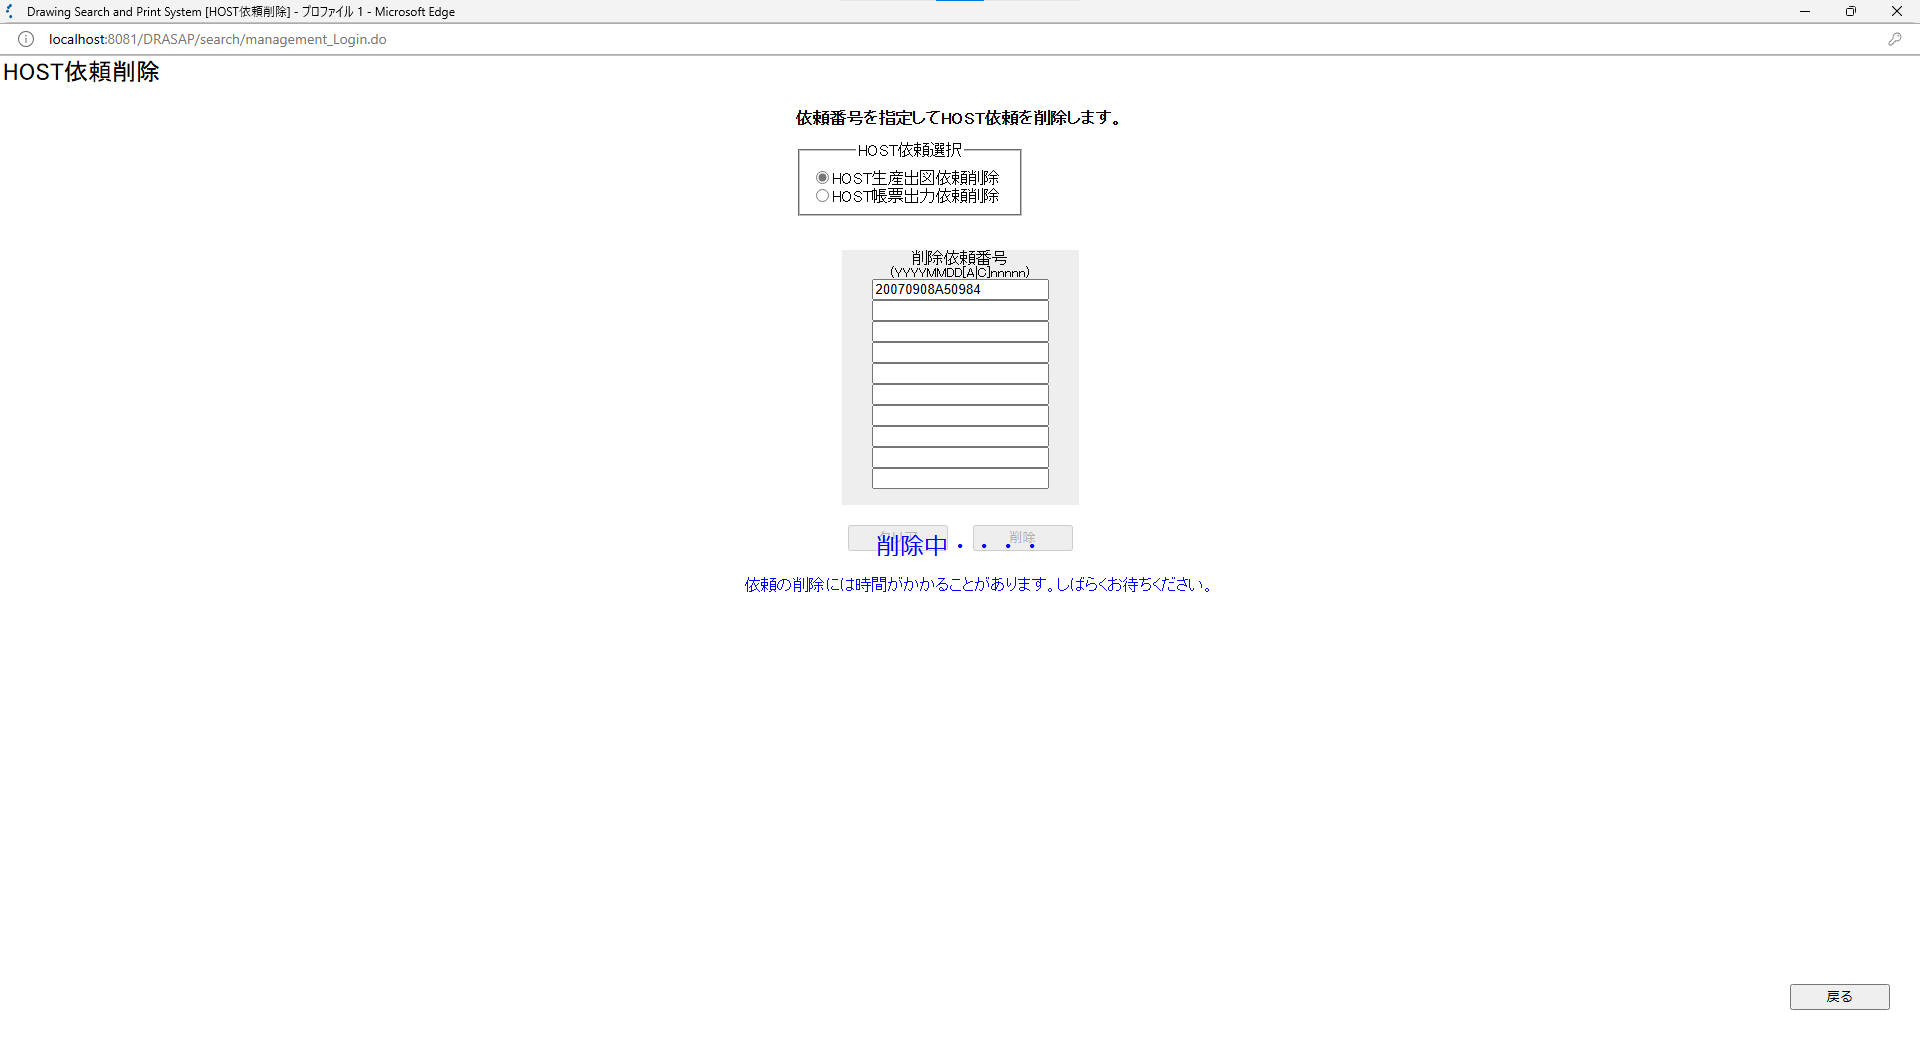 Drawing Search and Print System [HOST依頼削除] - プロファイル 1 - Microsoft Edge
localhost:8081/DRASAP/search/management_Login.do
HOST依頼削除
依頼番号を指定してHOST依頼を削除します。
HOST依頼選択
HOST生産出図依頼削除
HOST帳票出力依頼削除
削除依頼番号
(YYYYMMDD[A|C]nnnnn)
20070908A50984
削除
削除中・・・・
依頼の削除には時間がかかることがあります。しばらくお待ちください。
戻る